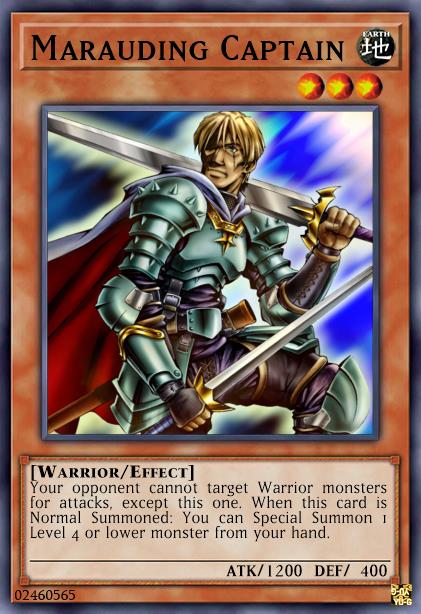 MARAUDING CAPTAIN
EARTH
地
[WARRIOR/EFFECT]
Your opponent cannot target Warrior monsters
for attacks, except this one. When this card is
Normal Summoned: You can Special Summon 1
Level 4 or lower monster from your hand.
ATK/1200 DEF/ 400
02460565